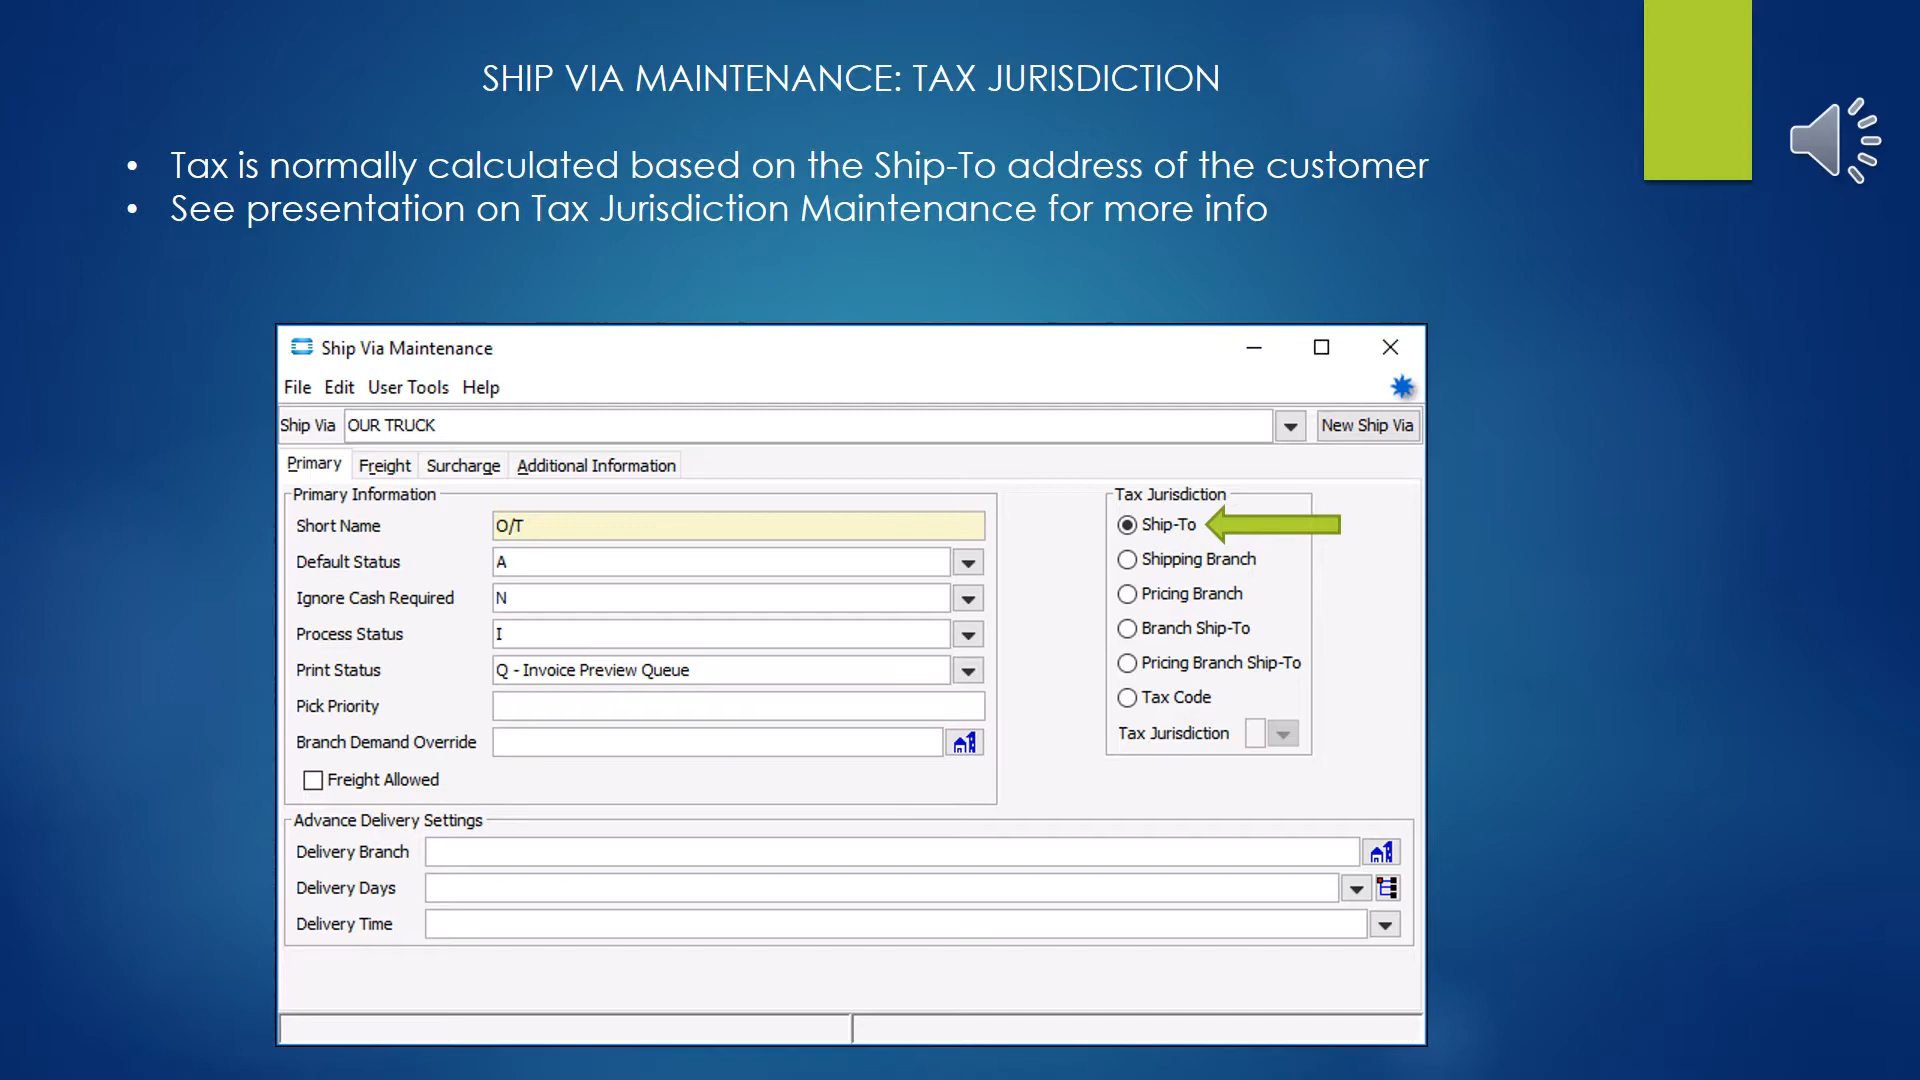 SHIP VIA MAINTENANCE: TAX JURISDICTION
• Tax is normally calculated based on the Ship-To address of the customer
• See presentation on Tax Jurisdiction Maintenance for more info
Ship Via Maintenance
File Edit User Tools Help
Ship Via OUR TRUCK New Ship Via
Primary Freight Surcharge Additional Information
Primary Information
Short Name O/T
Default Status A
Ignore Cash Required N
Process Status I
Print Status Q - Invoice Preview Queue
Pick Priority
Branch Demand Override
Freight Allowed
Tax Jurisdiction
Ship-To
Shipping Branch
Pricing Branch
Branch Ship-To
Pricing Branch Ship-To
Tax Code
Tax Jurisdiction
Advance Delivery Settings
Delivery Branch
Delivery Days
Delivery Time